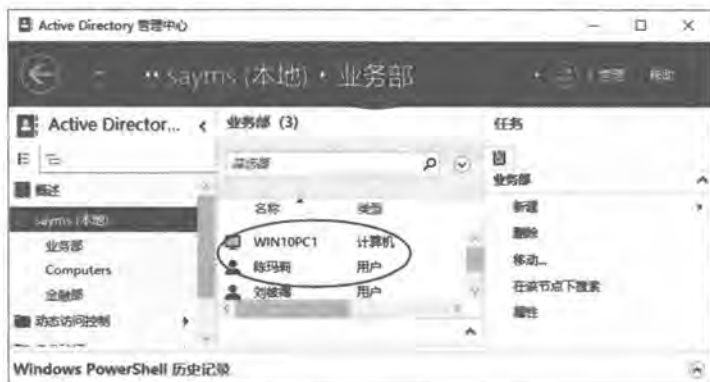 Active Directory 管理中心
sayms (本地) · 业务部
管理 帮助
Active Director...
业务部 (3)
任务
筛选器
概述
业务部
sayms (本地)
名称 类型
新建
业务部
WIN10PC1 计算机
删除
Computers
陈玛莉 用户
移动...
金融部
用户
在该节点下搜索
动态访问控制
属性
Windows PowerShell 历史记录